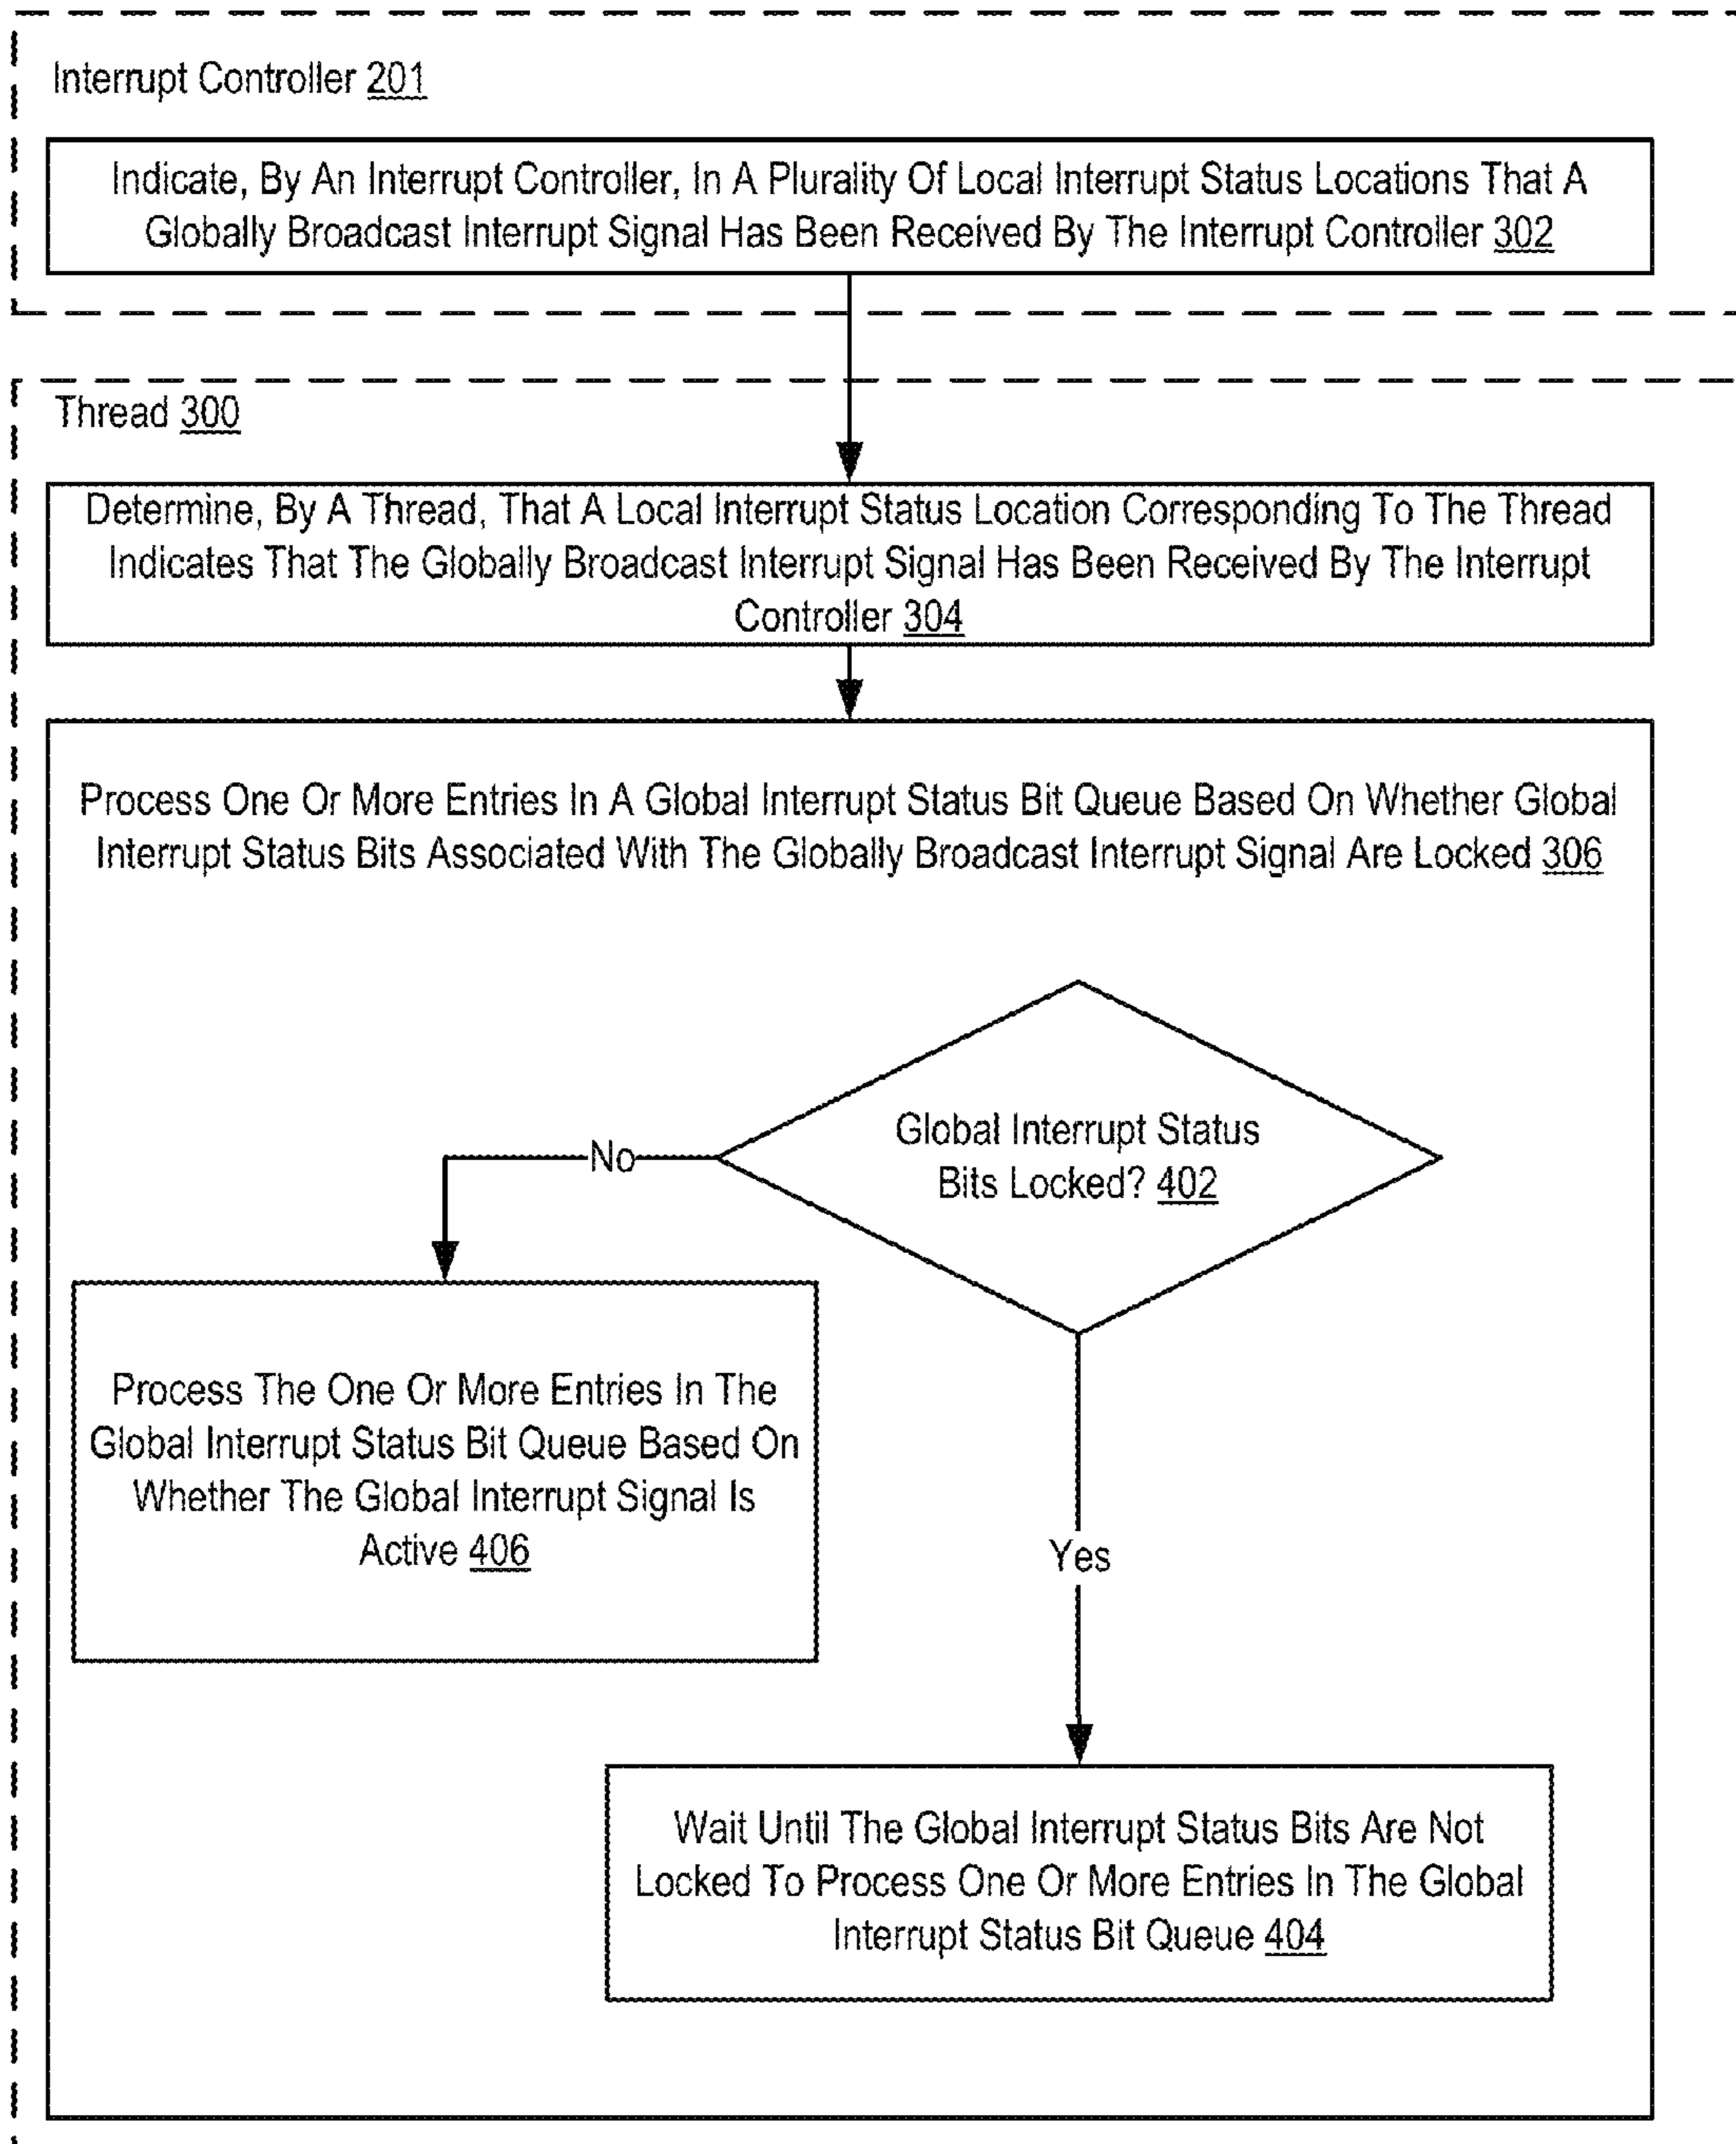 Interrupt Controller 201
Indicate, By An Interrupt Controller, In A Plurality Of Local Interrupt Status Locations That A
Globally Broadcast Interrupt Signal Has Been Received By The Interrupt Controller 302
Thread 300
Determine, By A Thread, That A Local Interrupt Status Location Corresponding To The Thread
Indicates That The Globally Broadcast Interrupt Signal Has Been Received By The Interrupt
Controller 304
Process One Or More Entries In A Global Interrupt Status Bit Queue Based On Whether Global
Interrupt Status Bits Associated With The Globally Broadcast Interrupt Signal Are Locked 306
Global Interrupt Status
Bits Locked? 402
No
Process The One Or More Entries In The
Global Interrupt Status Bit Queue Based On
Whether The Global Interrupt Signal Is
Active 406
Yes
Wait Until The Global Interrupt Status Bits Are Not
Locked To Process One Or More Entries In The Global
Interrupt Status Bit Queue 404